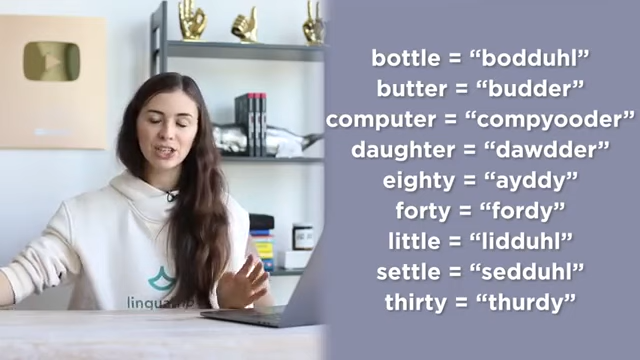 bottle = “bodduhl”
butter = “budder”
computer = “compyooder”
daughter = “dawdder”
eighty = “ayddy”
forty = “fordy”
little = “lidduhl”
settle = “sedduhl”
thirty = “thurdy”